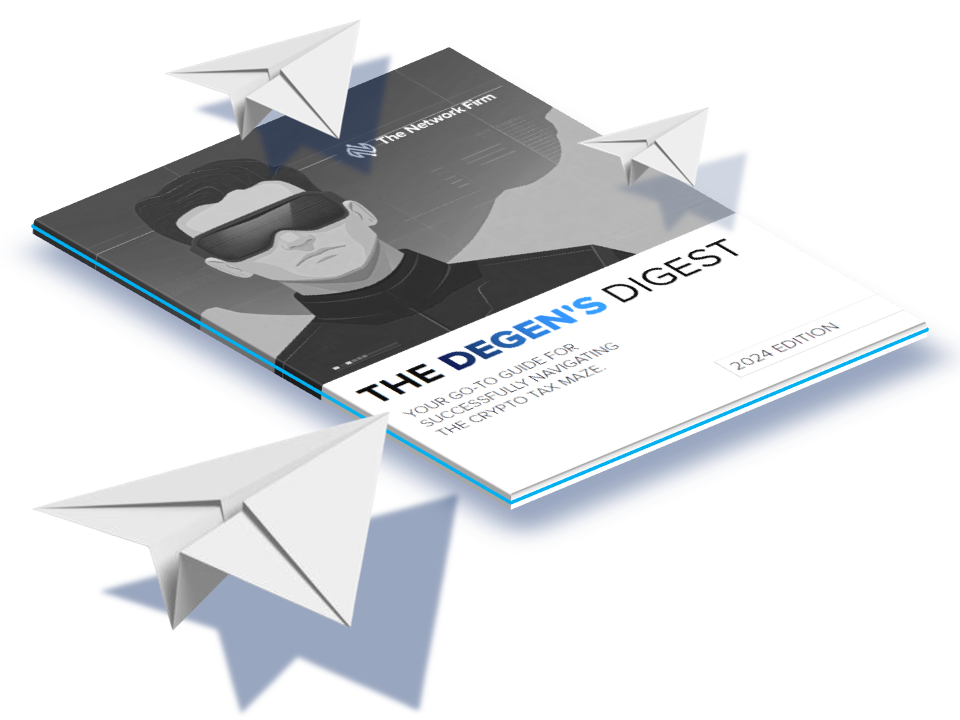 The Network Firm
THE DEGEN'S DIGEST
YOUR GO-TO GUIDE FOR
SUCCESSFULLY NAVIGATING
THE CRYPTO TAX MAZE.
2024 EDITION